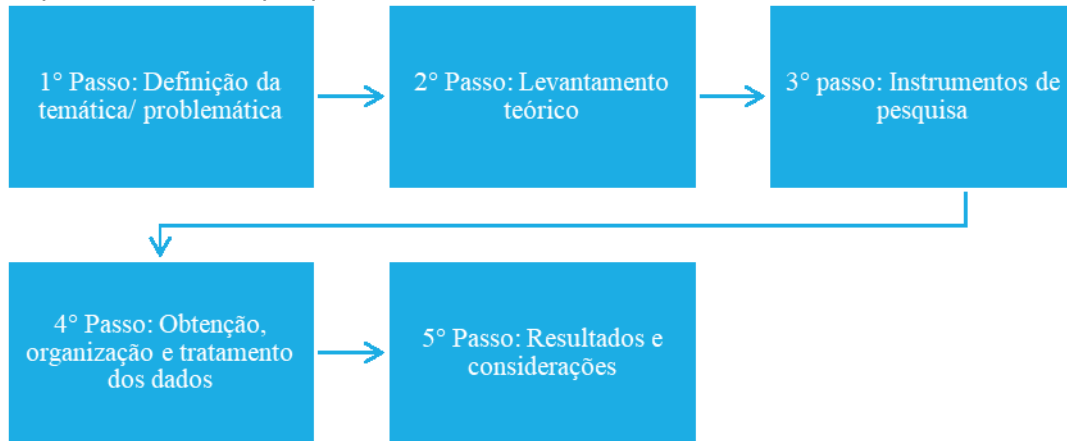 1° Passo: Definição da
temática/ problemática
2° Passo: Levantamento
teórico
3° passo: Instrumentos de
pesquisa
4° Passo: Obtenção,
organização e tratamento
dos dados
5° Passo: Resultados e
considerações